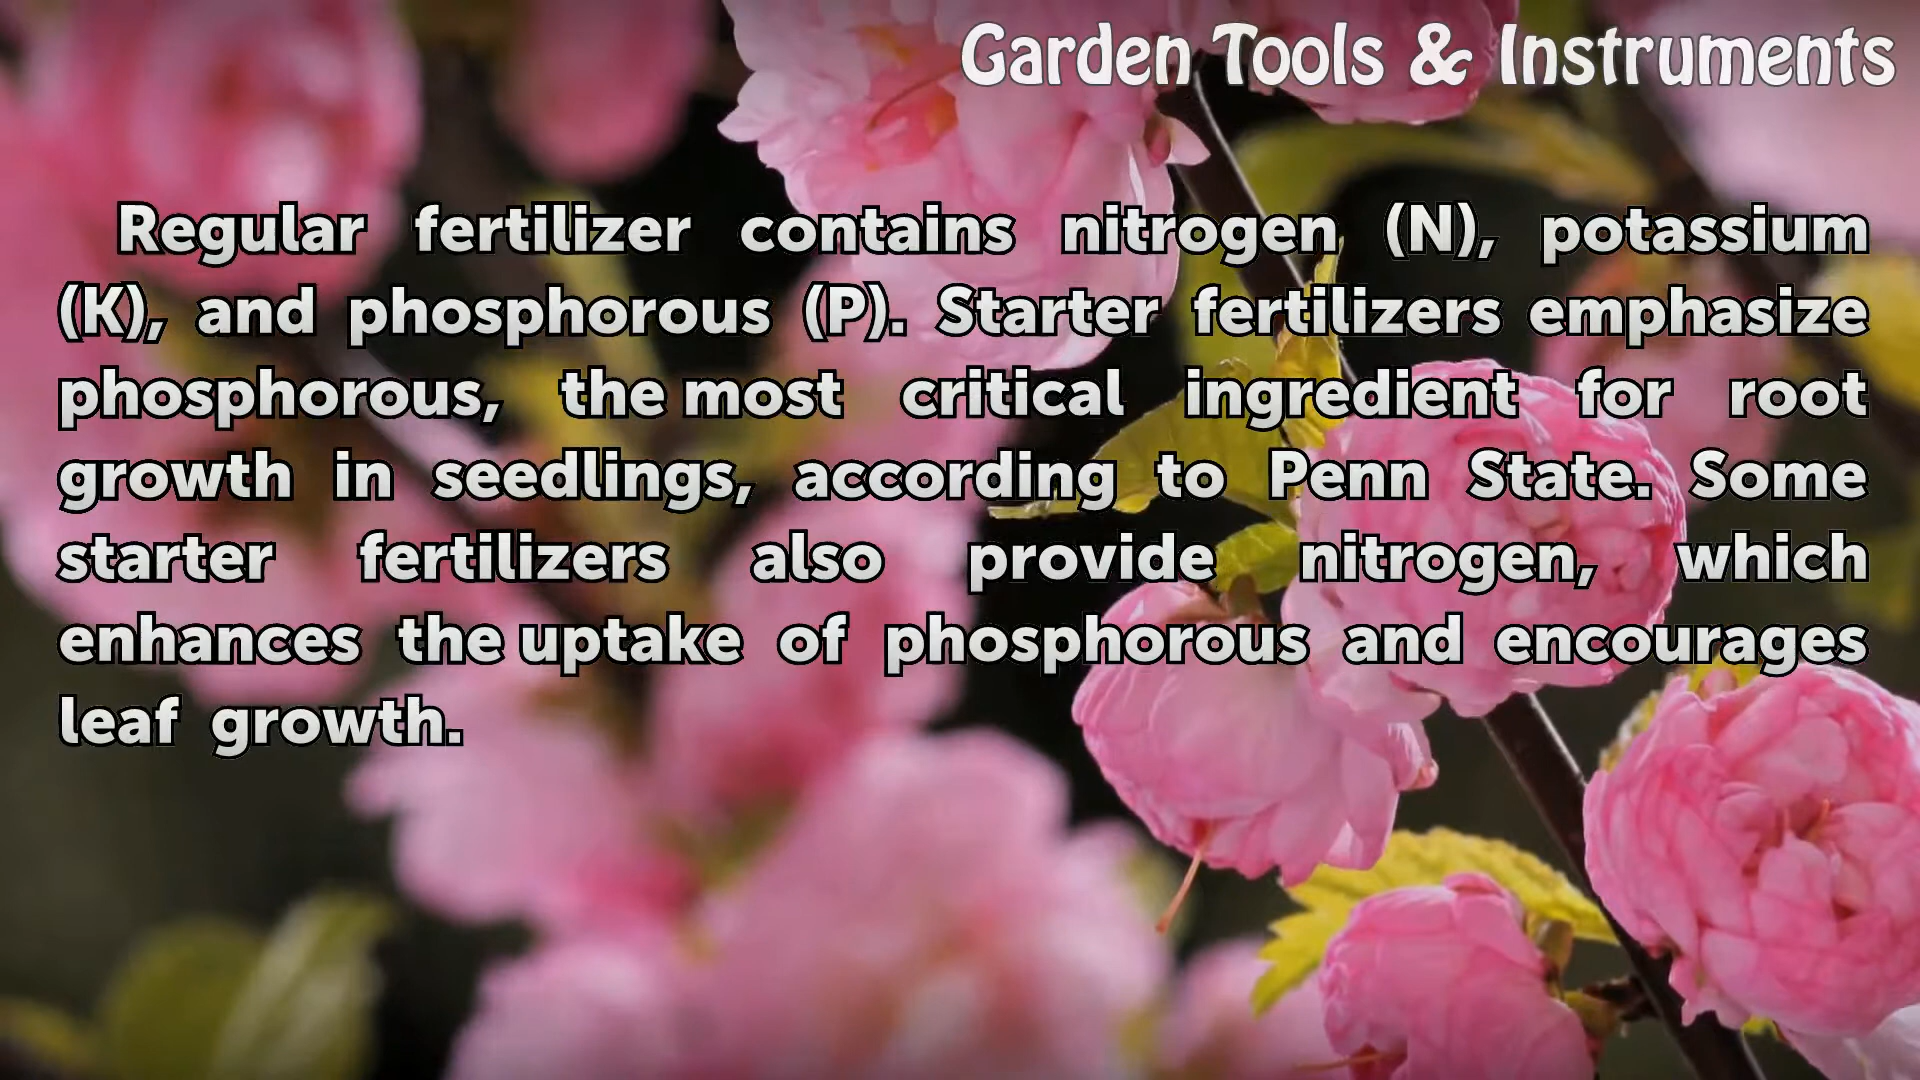 Garden Tools & Instruments
Regular fertilizer contains nitrogen (N), potassium
(K), and phosphorous (P). Starter fertilizers emphasize
phosphorous, the most critical ingredient for root
growth in seedlings, according to Penn State. Some
starter fertilizers also provide nitrogen, which
enhances the uptake of phosphorous and encourages
leaf growth.